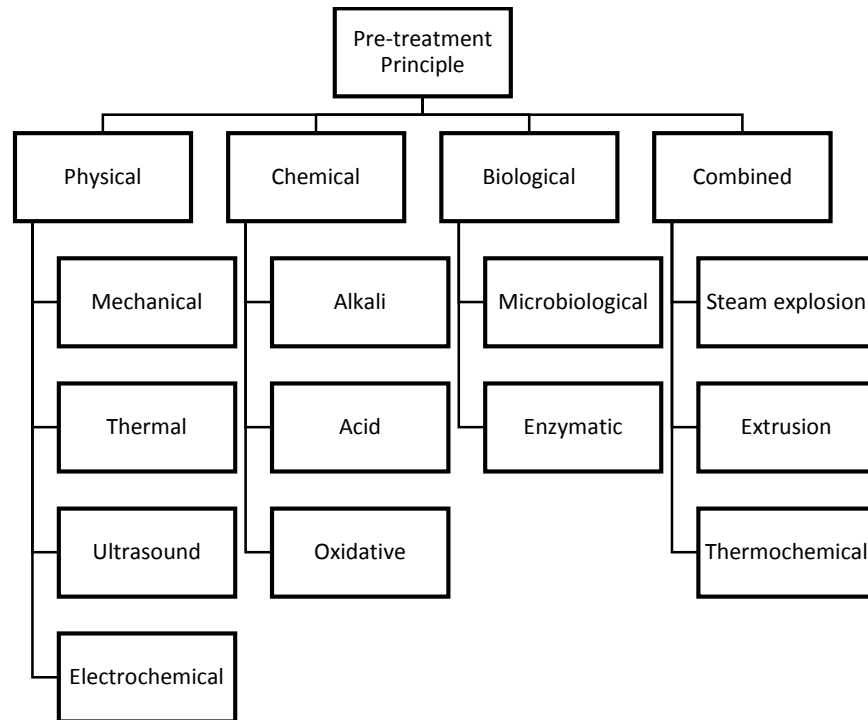 Pre-treatment
Principle
Physical
Chemical
Biological
Combined
Mechanical
Alkali
Microbiological
Steam explosion
Thermal
Acid
Enzymatic
Extrusion
Ultrasound
Oxidative
Thermochemical
Electrochemical